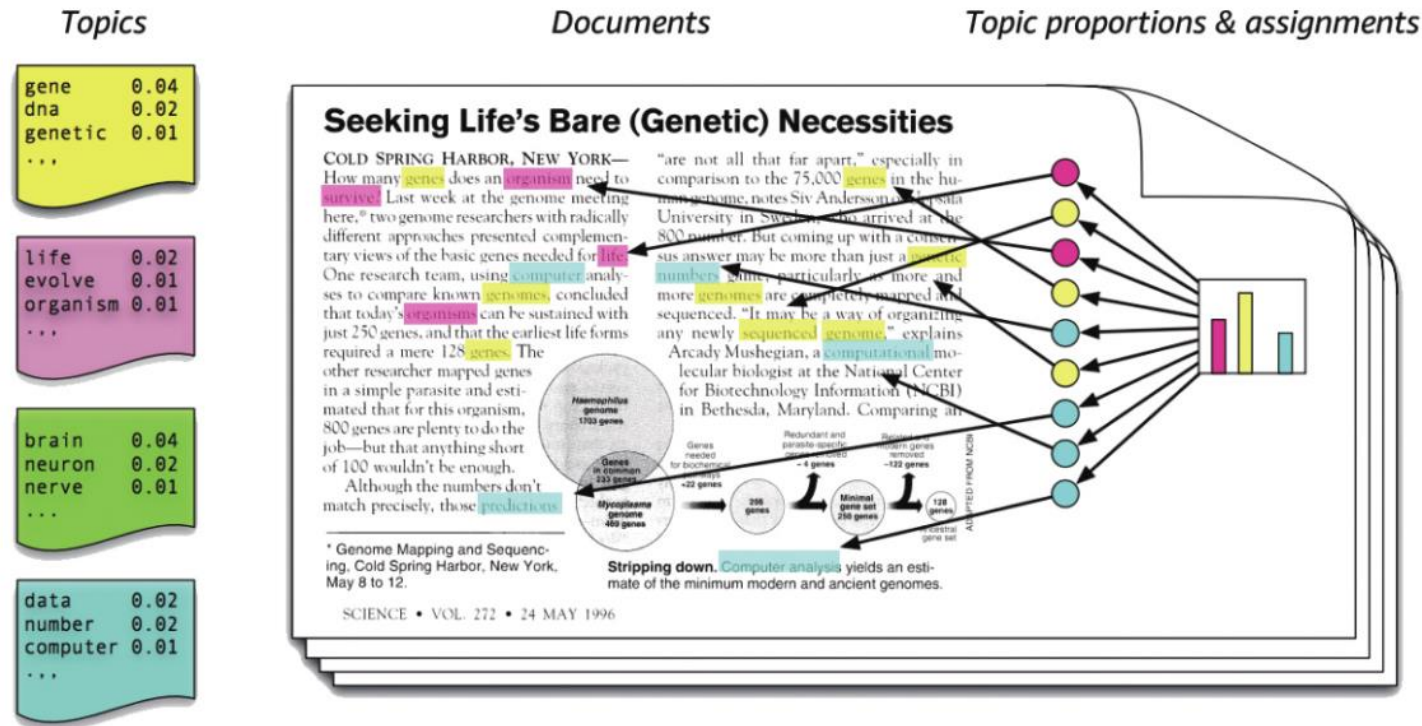 Topics
Documents
Topic proportions & assignments
gene 0.04
dna 0.02
genetic 0.01
...
life 0.02
evolve 0.01
organism 0.01
...
brain 0.04
neuron 0.02
nerve 0.01
...
data 0.02
number 0.02
computer 0.01
...
Seeking Life's Bare (Genetic) Necessities
COLD SPRING HARBOR, NEW YORK—
How many genes does an organism need to
survive? Last week at the genome meeting
here,* two genome researchers with radically
different approaches presented complemen-
tary views of the basic genes needed for life.
One research team, using computer analy-
ses to compare known genomes, concluded
that today's organisms can be sustained with
just 250 genes, and that the earliest life forms
required a mere 128 genes. The
other researcher mapped genes
in a simple parasite and esti-
mated that for this organism,
800 genes are plenty to do the
job—but that anything short
of 100 wouldn't be enough.
Although the numbers don't
match precisely, those predictions
* Genome Mapping and Sequenc-
ing, Cold Spring Harbor, New York,
May 8 to 12.
"are not all that far apart," especially in
comparison to the 75,000 genes in the hu-
man genome, notes Siv Andersson of
University in Sweden, who arrived at the
800 number. But coming up with a consen-
sus answer may be more than just a genetic
numbers game, particularly as more and
more genomes are completely mapped and
sequenced. "It may be a way of organizing
any newly sequenced genome," explains
Arcady Mushegian, a computational mo-
lecular biologist at the National Center
for Biotechnology Information (NCBI)
in Bethesda, Maryland. Comparing an
Haemophilus
genome
1703 genes
Genes
in common
233 genes
Mycoplasma
genome
469 genes
Genes
needed
for biochemical
pathways
+22 genes
Redundant and
parasite-specific
genes removed
– 4 genes
Related and
modern genes
removed
–122 genes
genes
Minimal
gene set
256 genes
128
genes
gene set
ADAPTED FROM NCBI
Stripping down. Computer analysis yields an esti-
mate of the minimum modern and ancient genomes.
SCIENCE • VOL. 272 • 24 MAY 1996